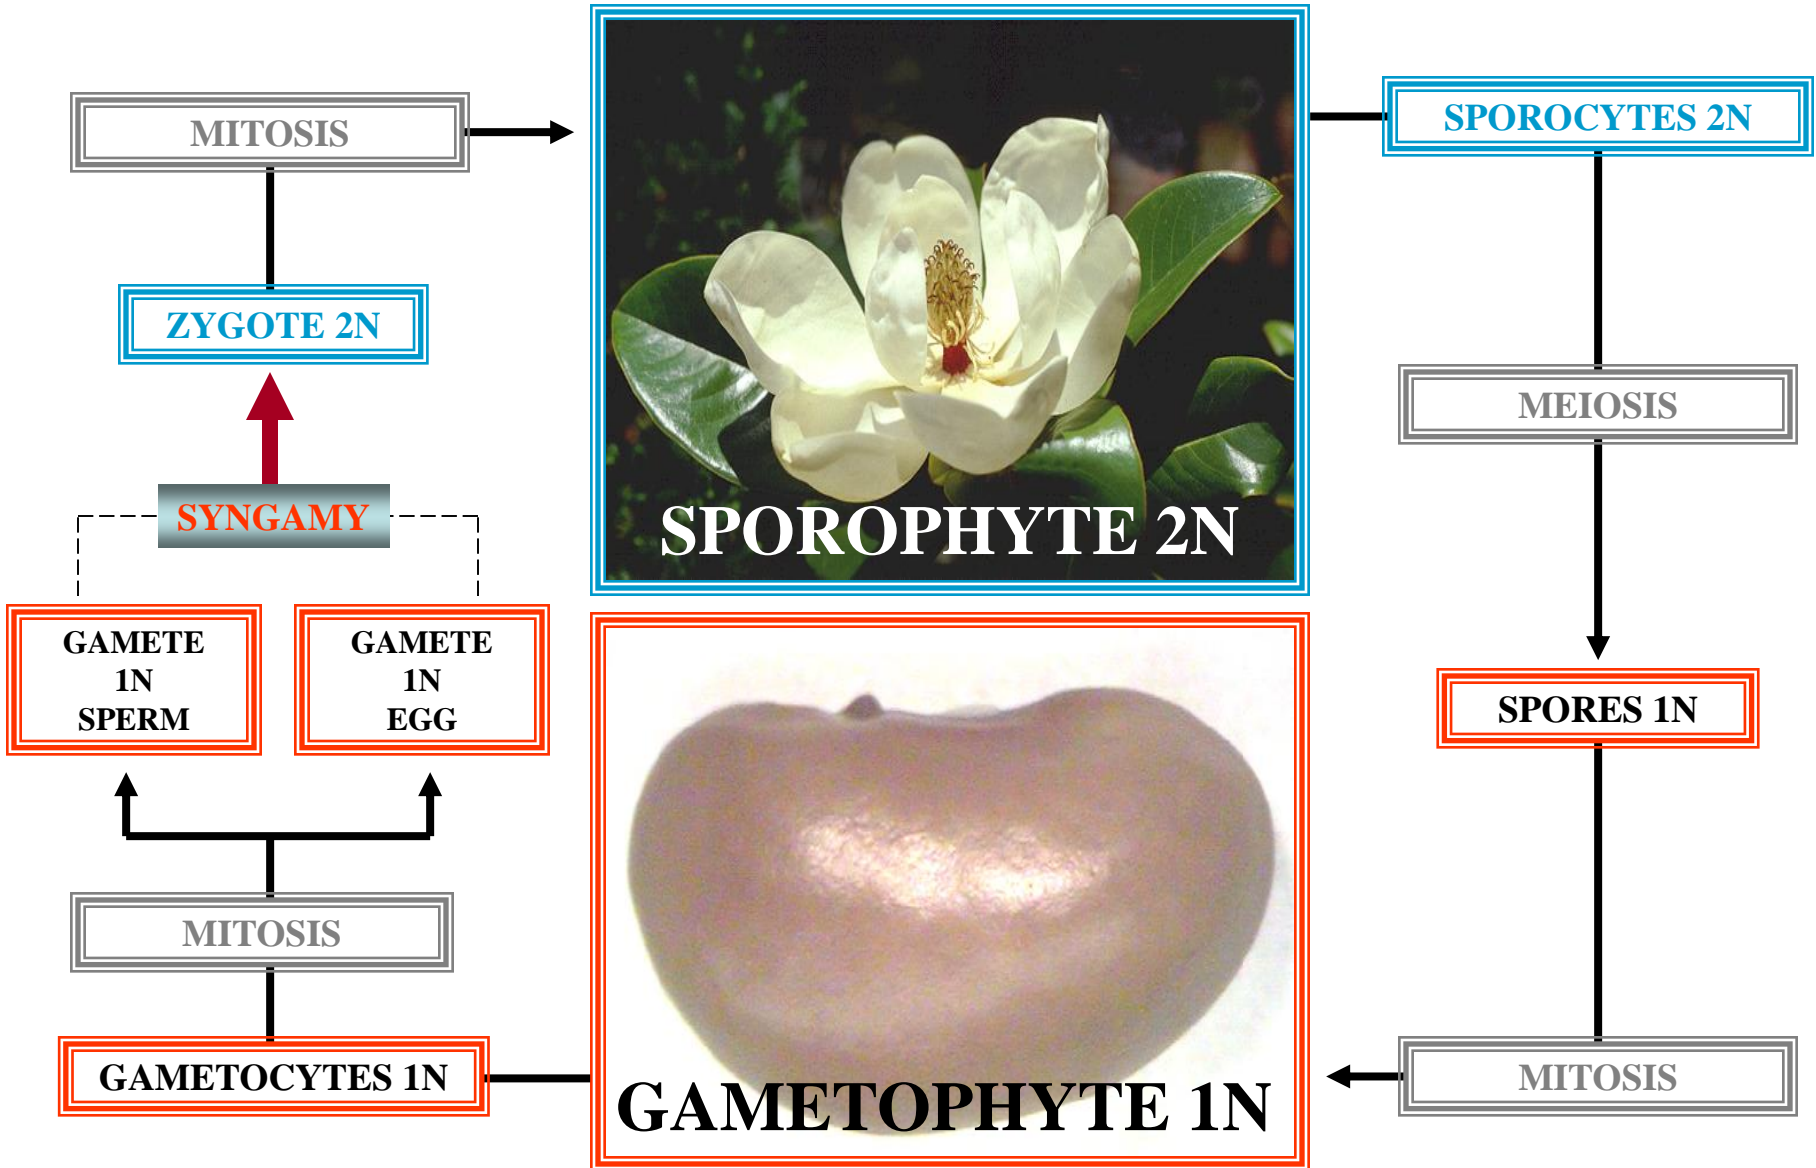 MITOSIS
SPOROCYTES 2N
ZYGOTE 2N
MEIOSIS
SYNGAMY
SPOROPHYTE 2N
GAMETE
1N
SPERM
GAMETE
1N
EGG
SPORES 1N
MITOSIS
GAMETOCYTES 1N
GAMETOPHYTE 1N
MITOSIS